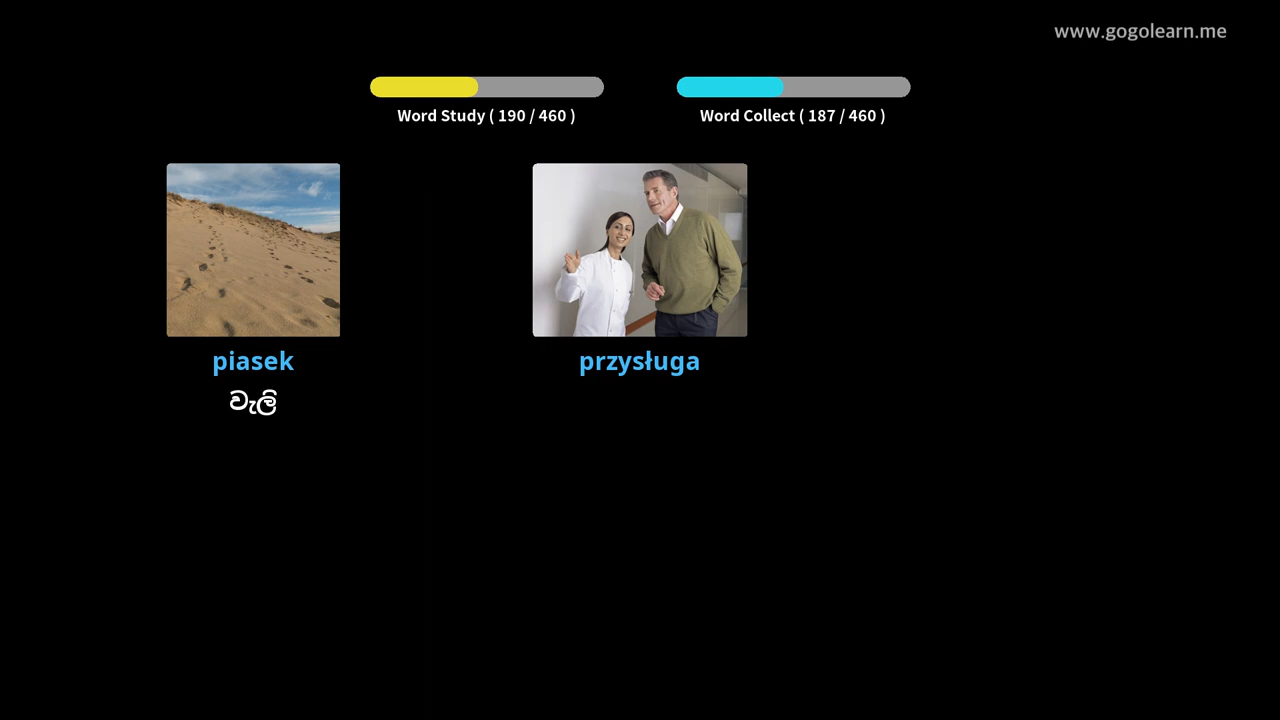 www.gogolearn.me
Word Study ( 190 / 460 )
Word Collect ( 187 / 460 )
piasek
przysługa
වැලි